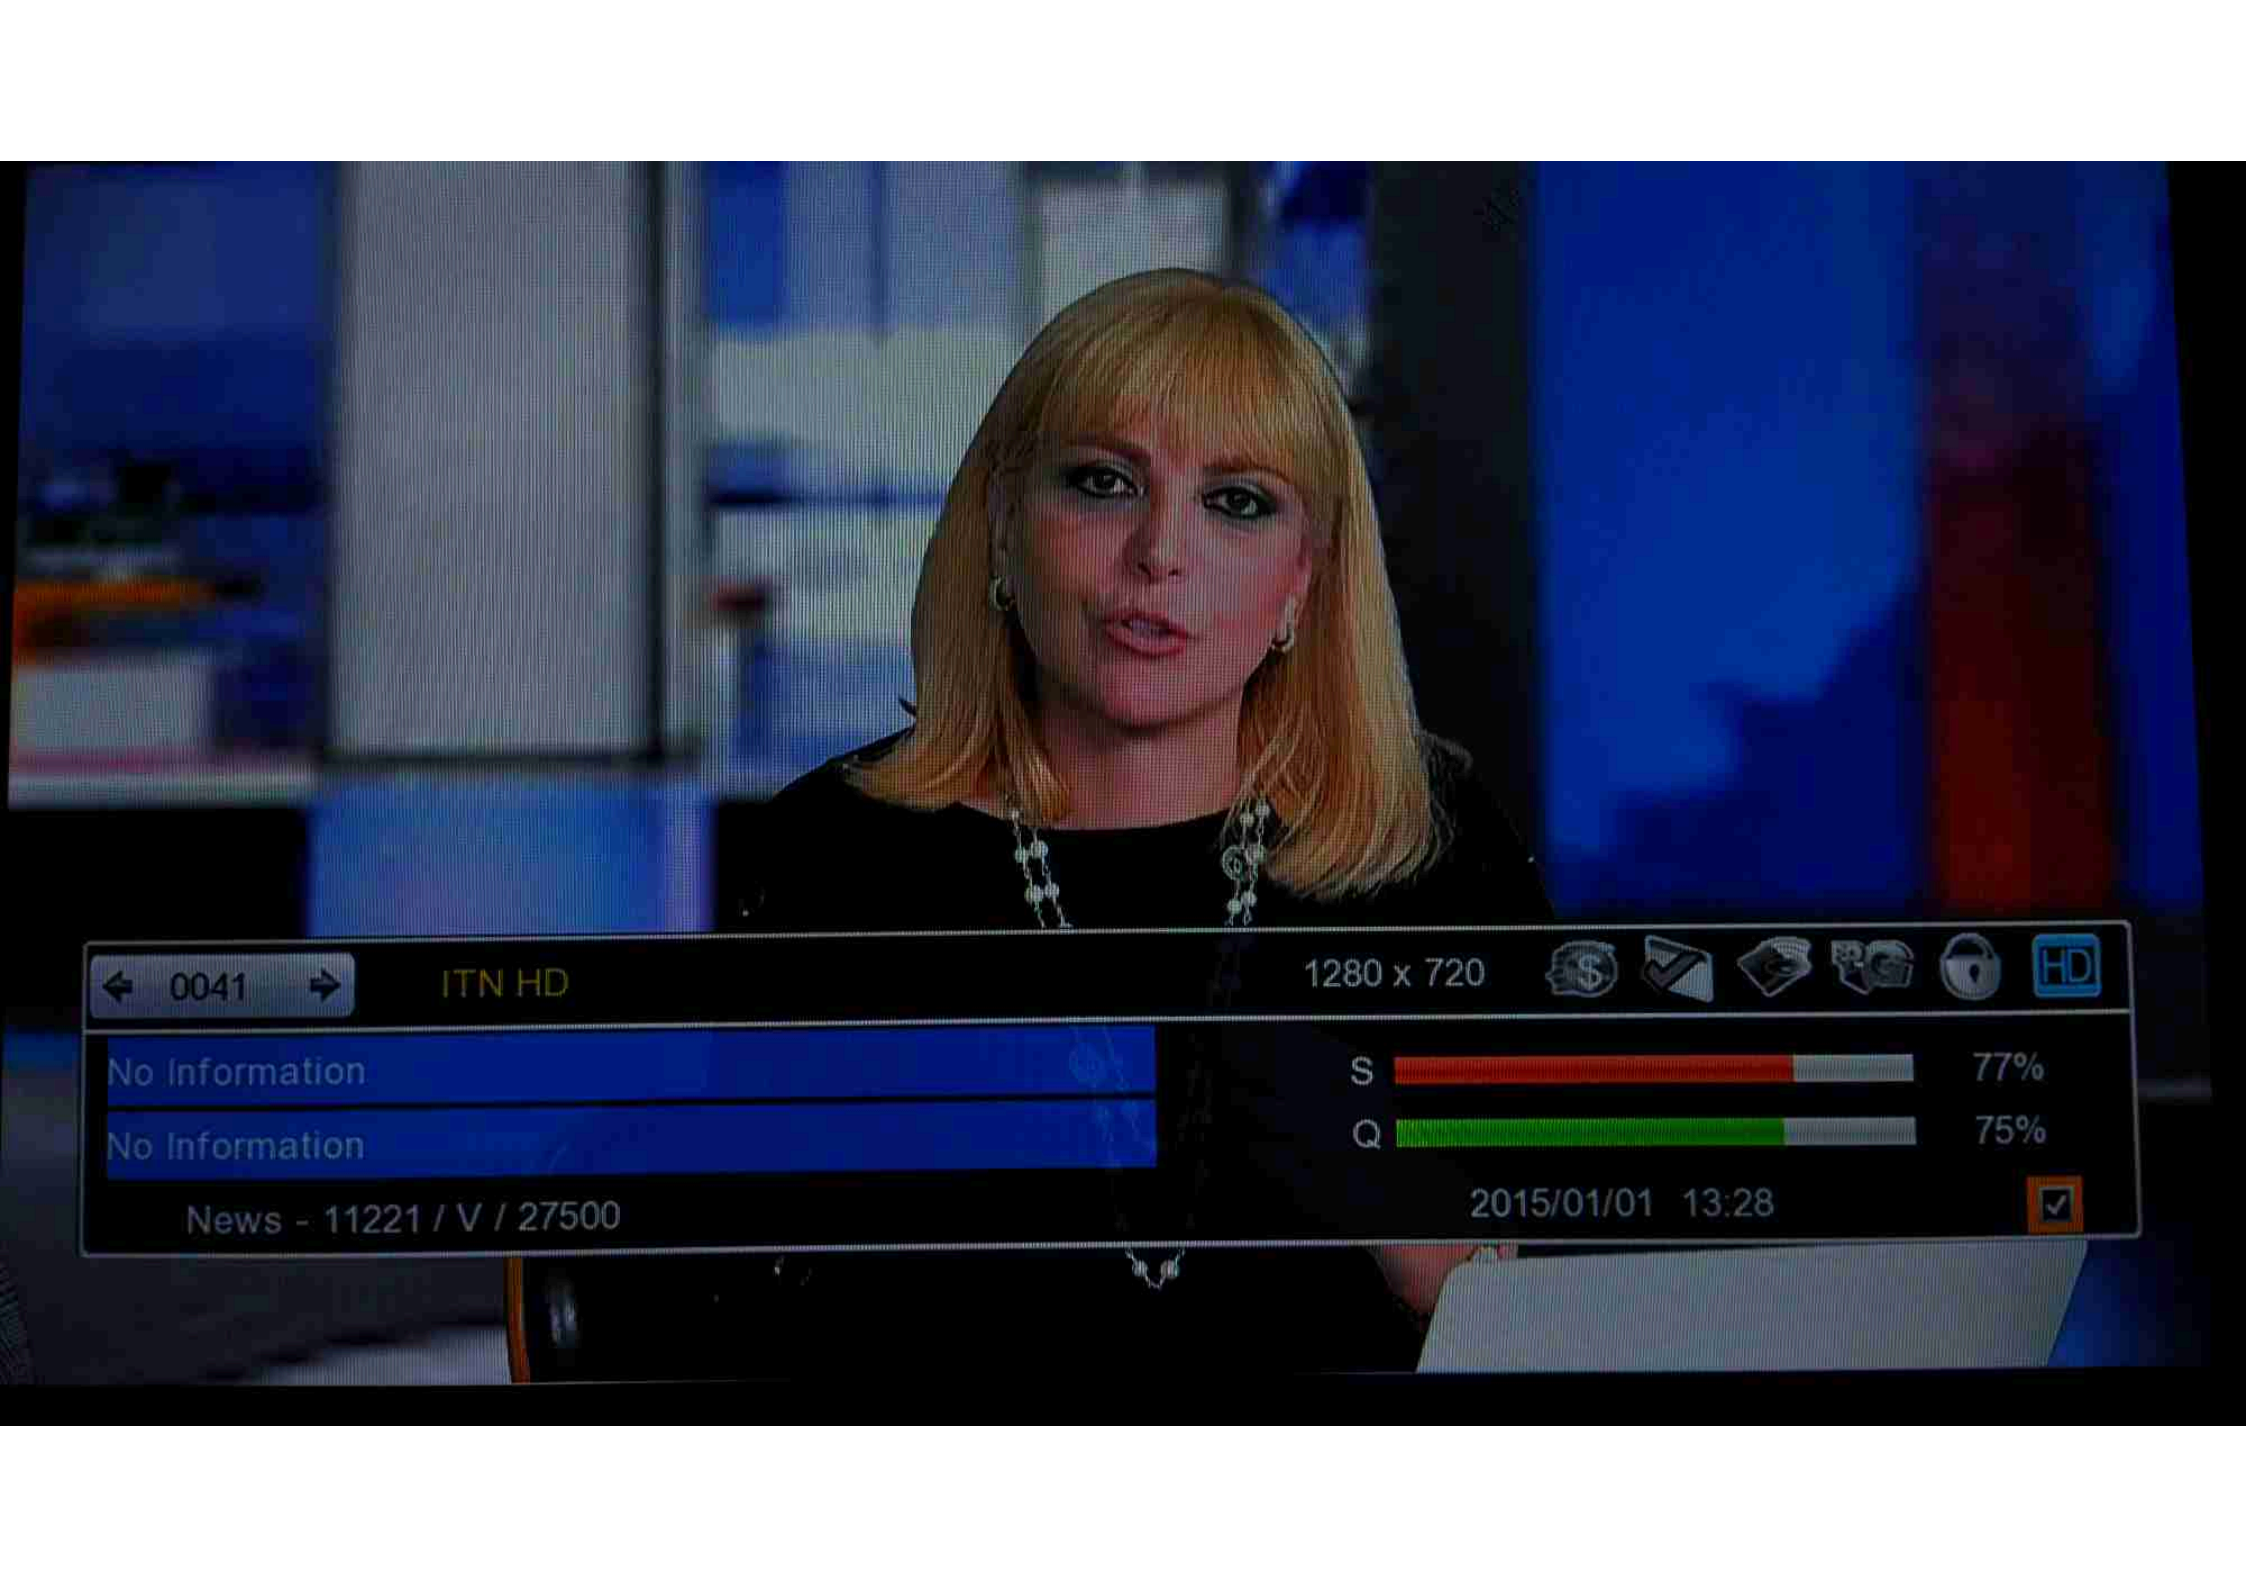 0041 ITN HD 1280 x 720 $ HD
No Information
S 77%
No Information
Q 75%
News - 11221 / V / 27500 2015/01/01 13:28